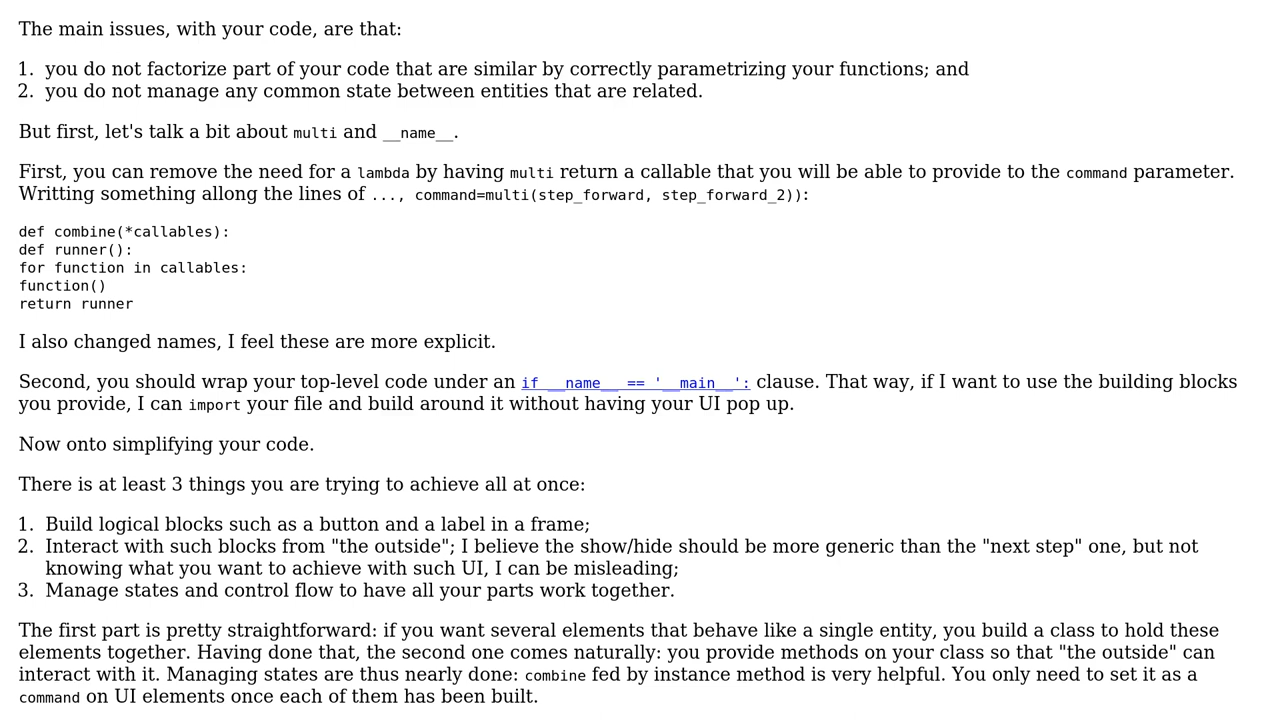 The main issues, with your code, are that:
1. you do not factorize part of your code that are similar by correctly parametrizing your functions; and
2. you do not manage any common state between entities that are related.
But first, let's talk a bit about multi and __name__.
First, you can remove the need for a lambda by having multi return a callable that you will be able to provide to the command parameter.
Writting something allong the lines of ..., command=multi(step_forward, step_forward_2)):
def combine(*callables):
def runner():
for function in callables:
function()
return runner
I also changed names, I feel these are more explicit.
Second, you should wrap your top-level code under an if __name__ == '__main__': clause. That way, if I want to use the building blocks
you provide, I can import your file and build around it without having your UI pop up.
Now onto simplifying your code.
There is at least 3 things you are trying to achieve all at once:
1. Build logical blocks such as a button and a label in a frame;
2. Interact with such blocks from "the outside"; I believe the show/hide should be more generic than the "next step" one, but not
knowing what you want to achieve with such UI, I can be misleading;
3. Manage states and control flow to have all your parts work together.
The first part is pretty straightforward: if you want several elements that behave like a single entity, you build a class to hold these
elements together. Having done that, the second one comes naturally: you provide methods on your class so that "the outside" can
interact with it. Managing states are thus nearly done: combine fed by instance method is very helpful. You only need to set it as a
command on UI elements once each of them has been built.